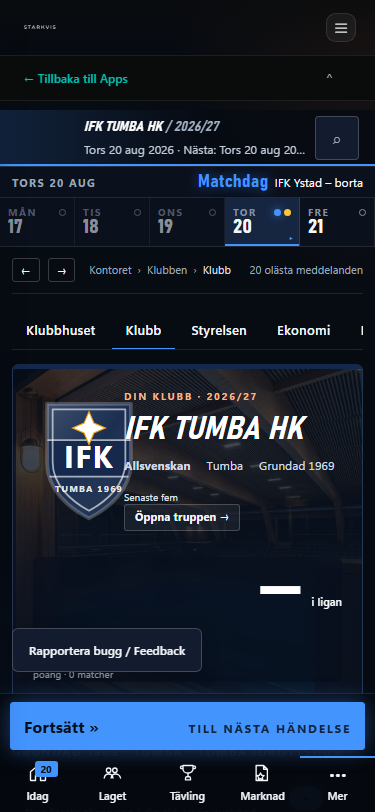 STARKVIS
← Tillbaka till Apps
^
IFK TUMBA HK / 2026/27
Tors 20 aug 2026 · Nästa: Tors 20 au...
TORS 20 AUG
Matchdag IFK Ystad – borta
MÅN TIS ONS TOR FRE
17 18 19 20 21
← → Kontoret › Klubben › Klubb 20 olästa meddelanden
Klubbhuset Klubb Styrelsen Ekonomi
DIN KLUBB · 2026/27
IFK TUMBA HK
Allsvenskan Tumba Grundad 1969
IFK
TUMBA 1969
Senaste fem
Öppna truppen →
i ligan
Rapportera bugg / Feedback
poäng · 0 matcher
Fortsätt » TILL NÄSTA HÄNDELSE
20
Idag Laget Tävling Marknad Mer